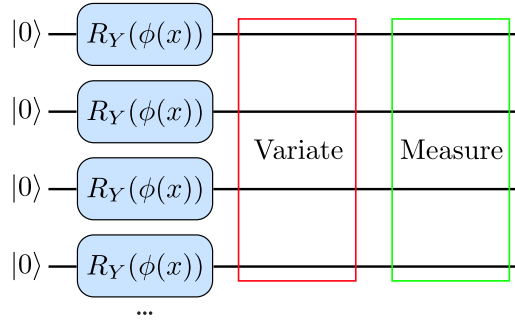 |0⟩ R_Y(ϕ(x))
|0⟩ R_Y(ϕ(x))
Variate Measure
|0⟩ R_Y(ϕ(x))
|0⟩ R_Y(ϕ(x))
...